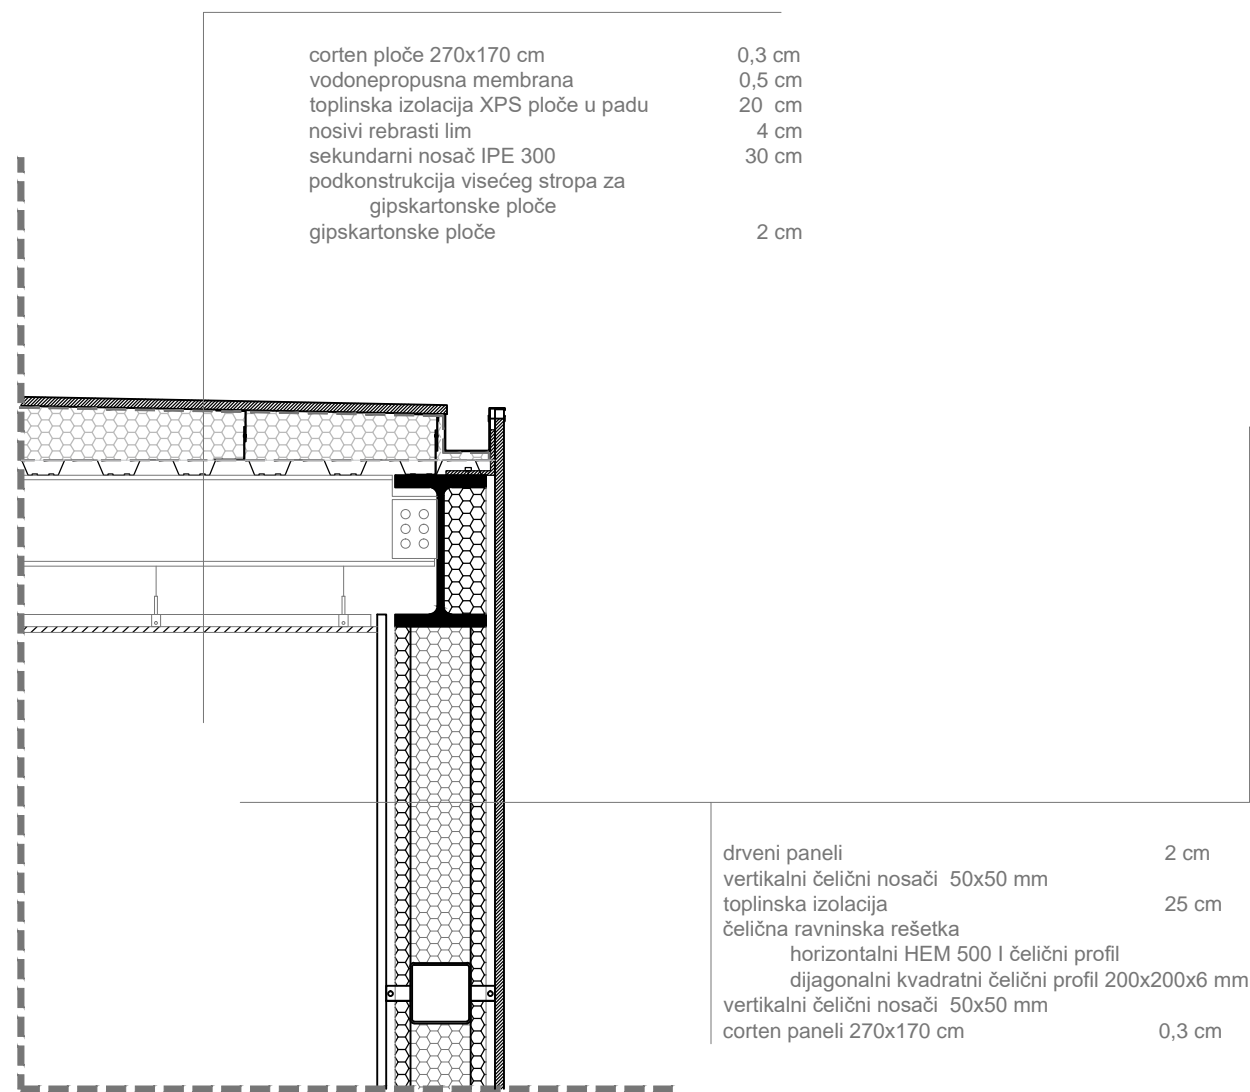 corten ploče 270x170 cm 0,3 cm
vodonepropusna membrana 0,5 cm
toplinska izolacija XPS ploče u padu 20 cm
nosivi rebrasti lim 4 cm
sekundarni nosač IPE 300 30 cm
podkonstrukcija visećeg stropa za
gipskartonske ploče
gipskartonske ploče 2 cm
drveni paneli 2 cm
vertikalni čelični nosači 50x50 mm
toplinska izolacija 25 cm
čelična ravninska rešetka
horizontalni HEM 500 I čelični profil
dijagonalni kvadratni čelični profil 200x200x6 mm
vertikalni čelični nosači 50x50 mm
corten paneli 270x170 cm 0,3 cm